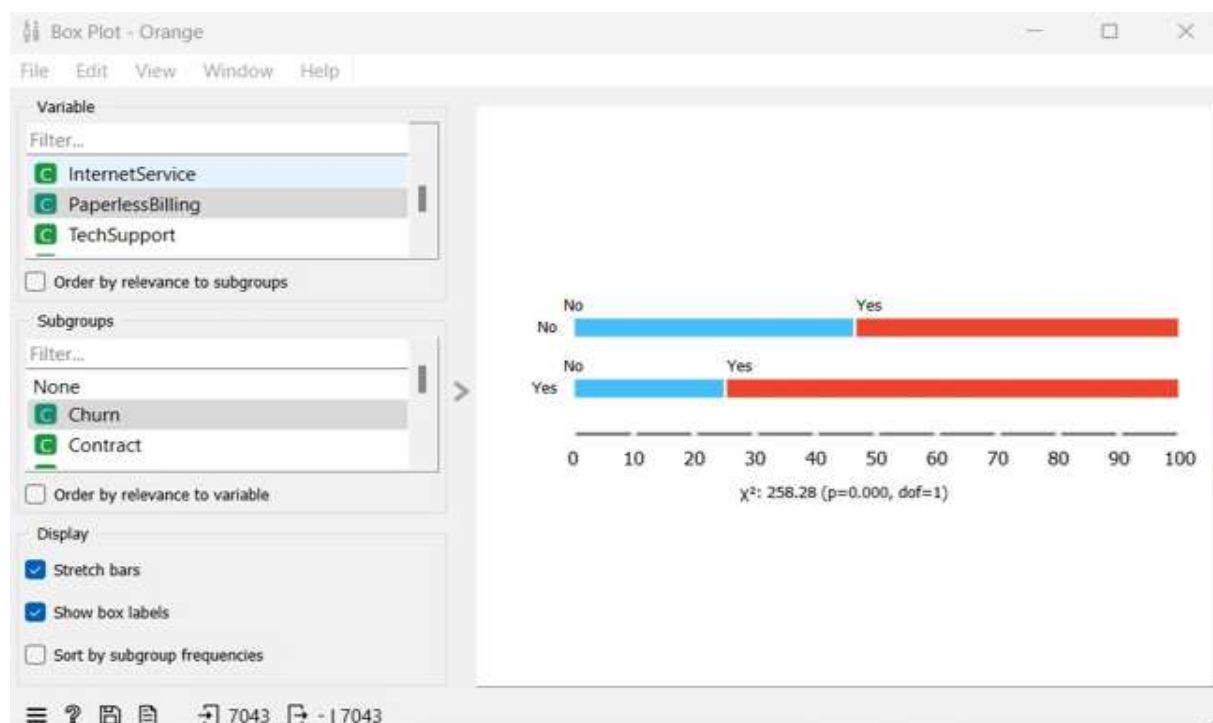 Box Plot - Orange
File Edit View Window Help
Variable
Filter...
InternetService
PaperlessBilling
TechSupport
Order by relevance to subgroups
Subgroups
Filter...
None
Churn
Contract
Order by relevance to variable
Display
Stretch bars
Show box labels
Sort by subgroup frequencies
No Yes
No
No Yes
Yes
0 10 20 30 40 50 60 70 80 90 100
χ²: 258.28 (p=0.000, dof=1)
7043 - | 7043